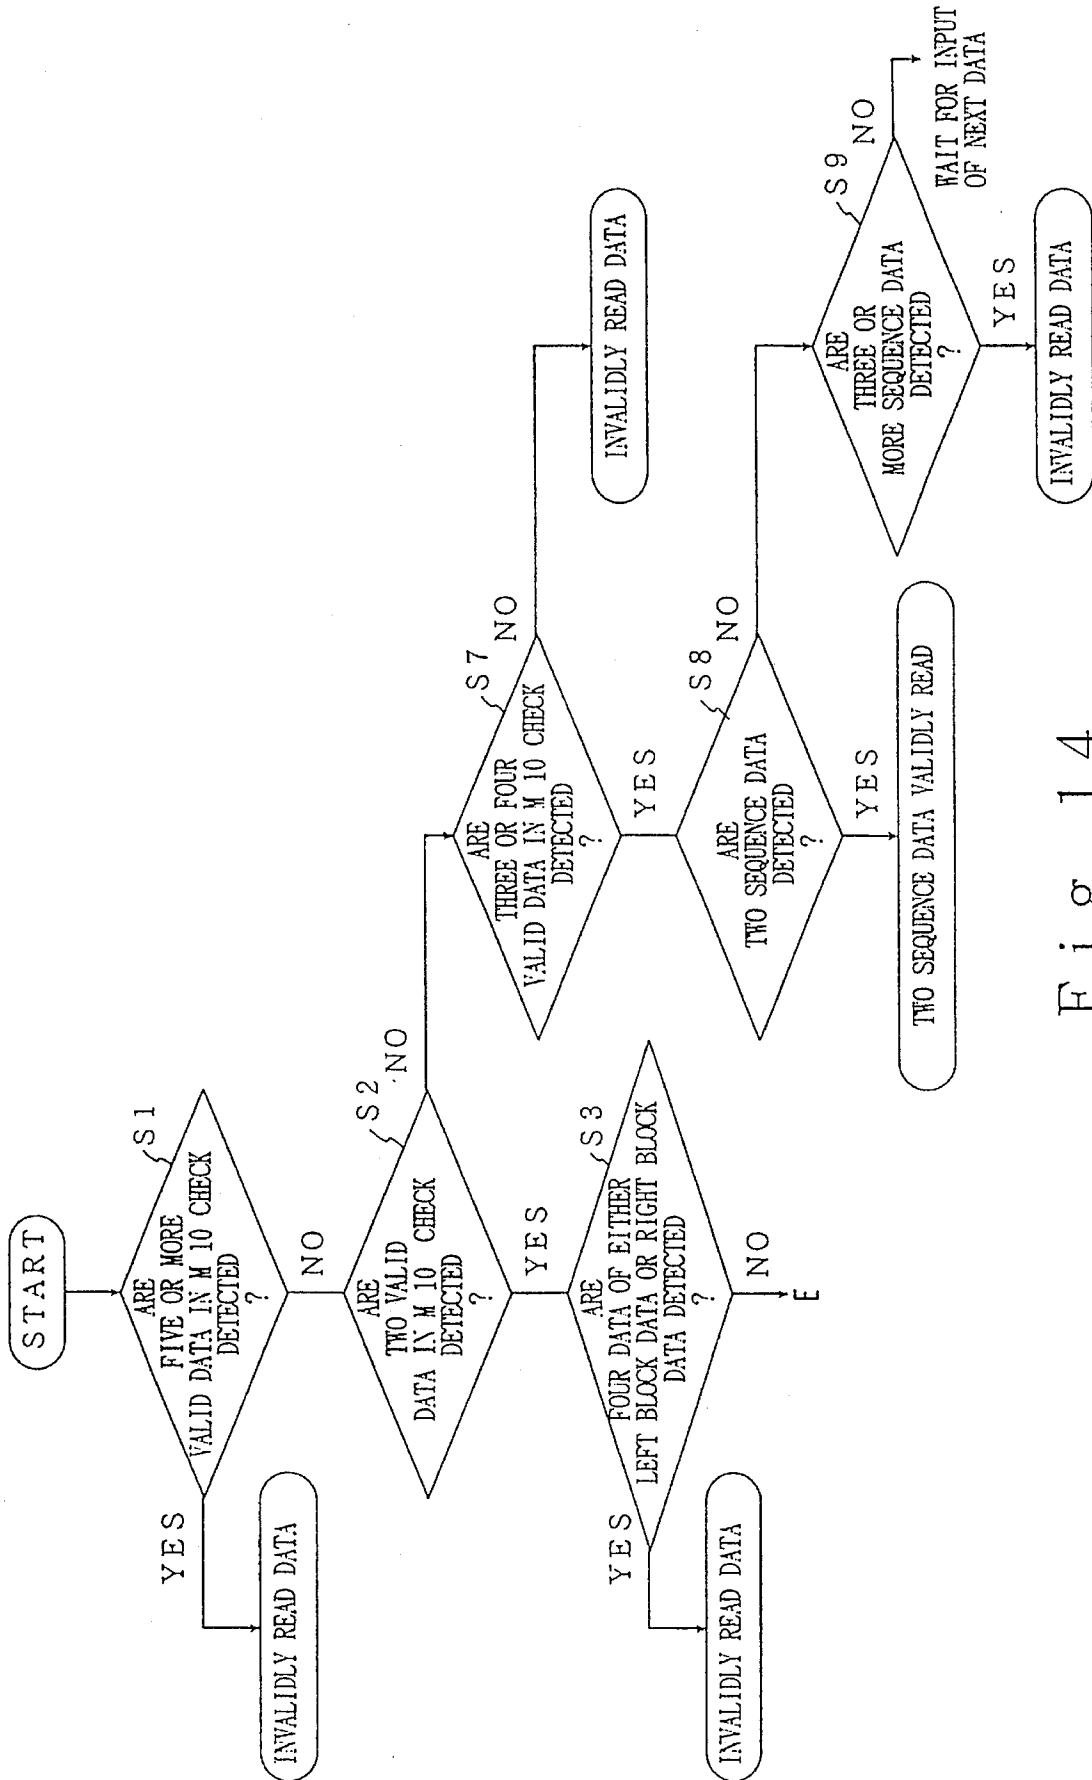 START
S1
ARE
FIVE OR MORE
VALID DATA IN M 10 CHECK
DETECTED
?
YES
INVALIDLY READ DATA
NO
S2
ARE
TWO VALID
DATA IN M 10 CHECK
DETECTED
?
NO
YES
S3
ARE
FOUR DATA OF EITHER
LEFT BLOCK DATA OR RIGHT BLOCK
DATA DETECTED
?
YES
INVALIDLY READ DATA
NO
E
S7
ARE
THREE OR FOUR
VALID DATA IN M 10 CHECK
DETECTED
?
NO
INVALIDLY READ DATA
YES
S8
ARE
TWO SEQUENCE DATA
DETECTED
?
NO
YES
TWO SEQUENCE DATA VALIDLY READ
S9
ARE
THREE OR
MORE SEQUENCE DATA
DETECTED
?
NO
WAIT FOR INPUT
OF NEXT DATA
YES
INVALIDLY READ DATA
Fig. 14